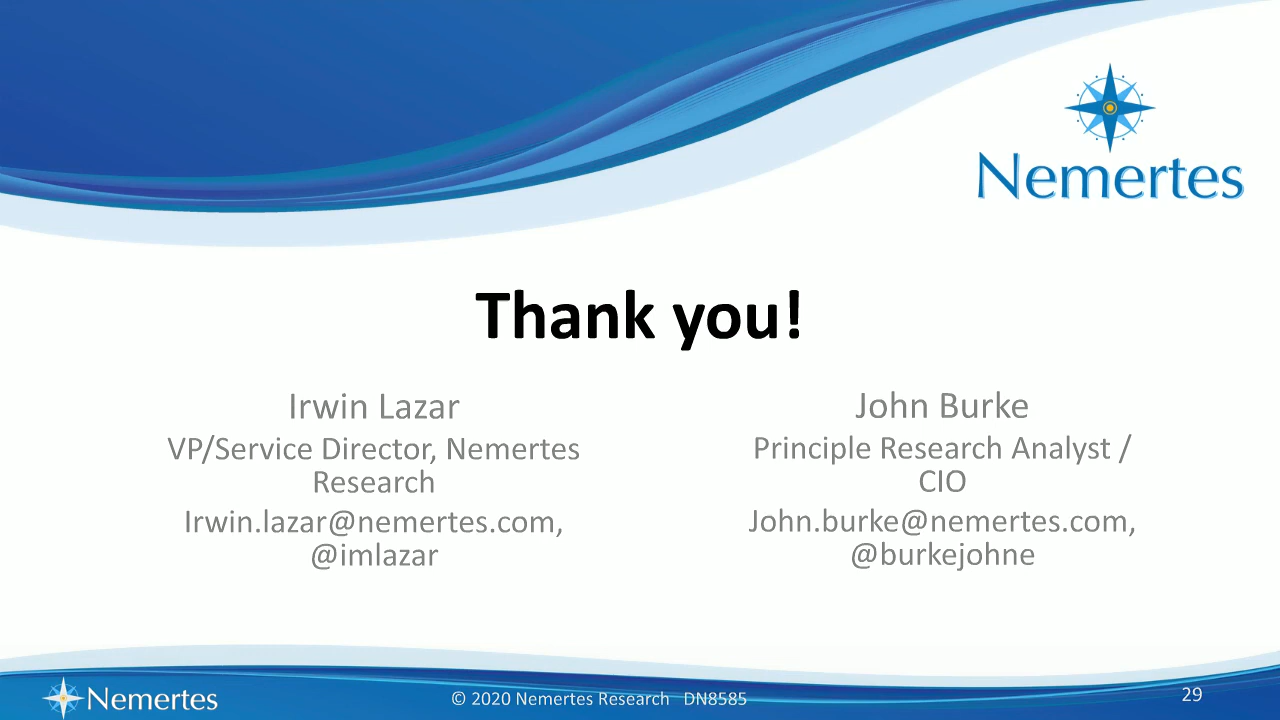 Nemertes
Thank you!
Irwin Lazar
VP/Service Director, Nemertes
Research
Irwin.lazar@nemertes.com,
@imlazar
John Burke
Principle Research Analyst /
CIO
John.burke@nemertes.com,
@burkejohne
Nemertes
© 2020 Nemertes Research DN8585
29